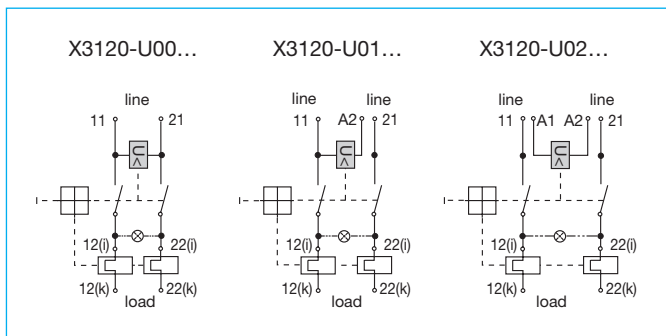 X3120-U00... X3120-U01... X3120-U02...
line line line line line
11 21 11 A2 21 11 A1 A2 21
U< U< U<
12(i) 22(i) 12(i) 22(i) 12(i) 22(i)
12(k) 22(k) 12(k) 22(k) 12(k) 22(k)
load load load